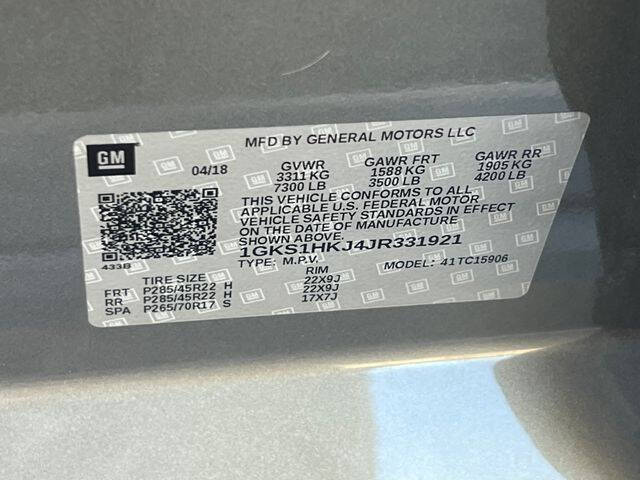 MFD BY GENERAL MOTORS LLC
GM
04/18
GVWR GAWR FRT GAWR RR
3311 KG 1588 KG 1905 KG
7300 LB 3500 LB 4200 LB
THIS VEHICLE CONFORMS TO ALL
APPLICABLE U.S. FEDERAL MOTOR
VEHICLE SAFETY STANDARDS IN EFFECT
ON THE DATE OF MANUFACTURE
SHOWN ABOVE.
1GKS1HKJ4JR331921
433B
TYPE: M.P.V. MODEL: 41TC15906
TIRE SIZE RIM
FRT P285/45R22 H 22X9J
RR P285/45R22 H 22X9J
SPA P265/70R17 S 17X7J